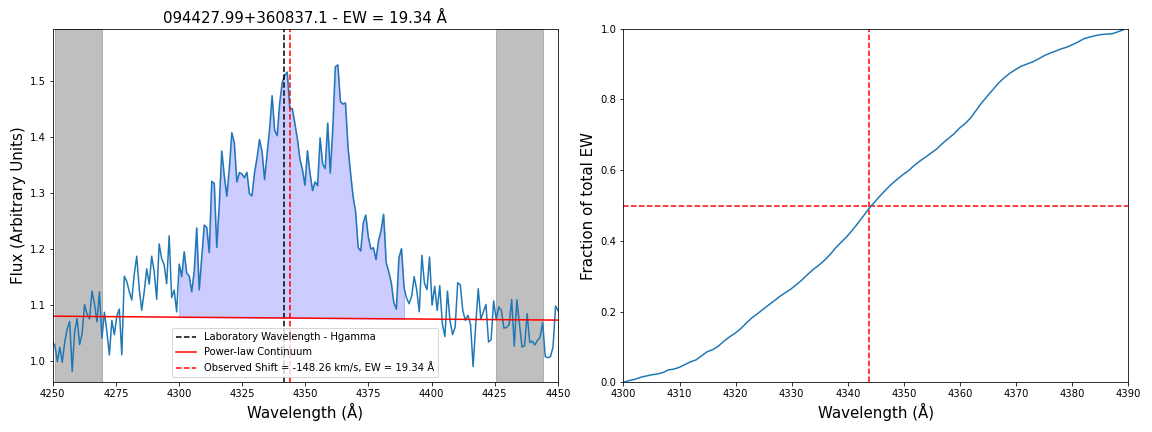 094427.99+360837.1 - EW = 19.34 Å
Flux (Arbitrary Units)
1.5
1.4
1.3
1.2
1.1
1.0
Laboratory Wavelength - Hgamma
Power-law Continuum
Observed Shift = -148.26 km/s, EW = 19.34 Å
4250 4275 4300 4325 4350 4375 4400 4425 4450
Wavelength (Å)
Fraction of total EW
1.0
0.8
0.6
0.4
0.2
0.0
4300 4310 4320 4330 4340 4350 4360 4370 4380 4390
Wavelength (Å)